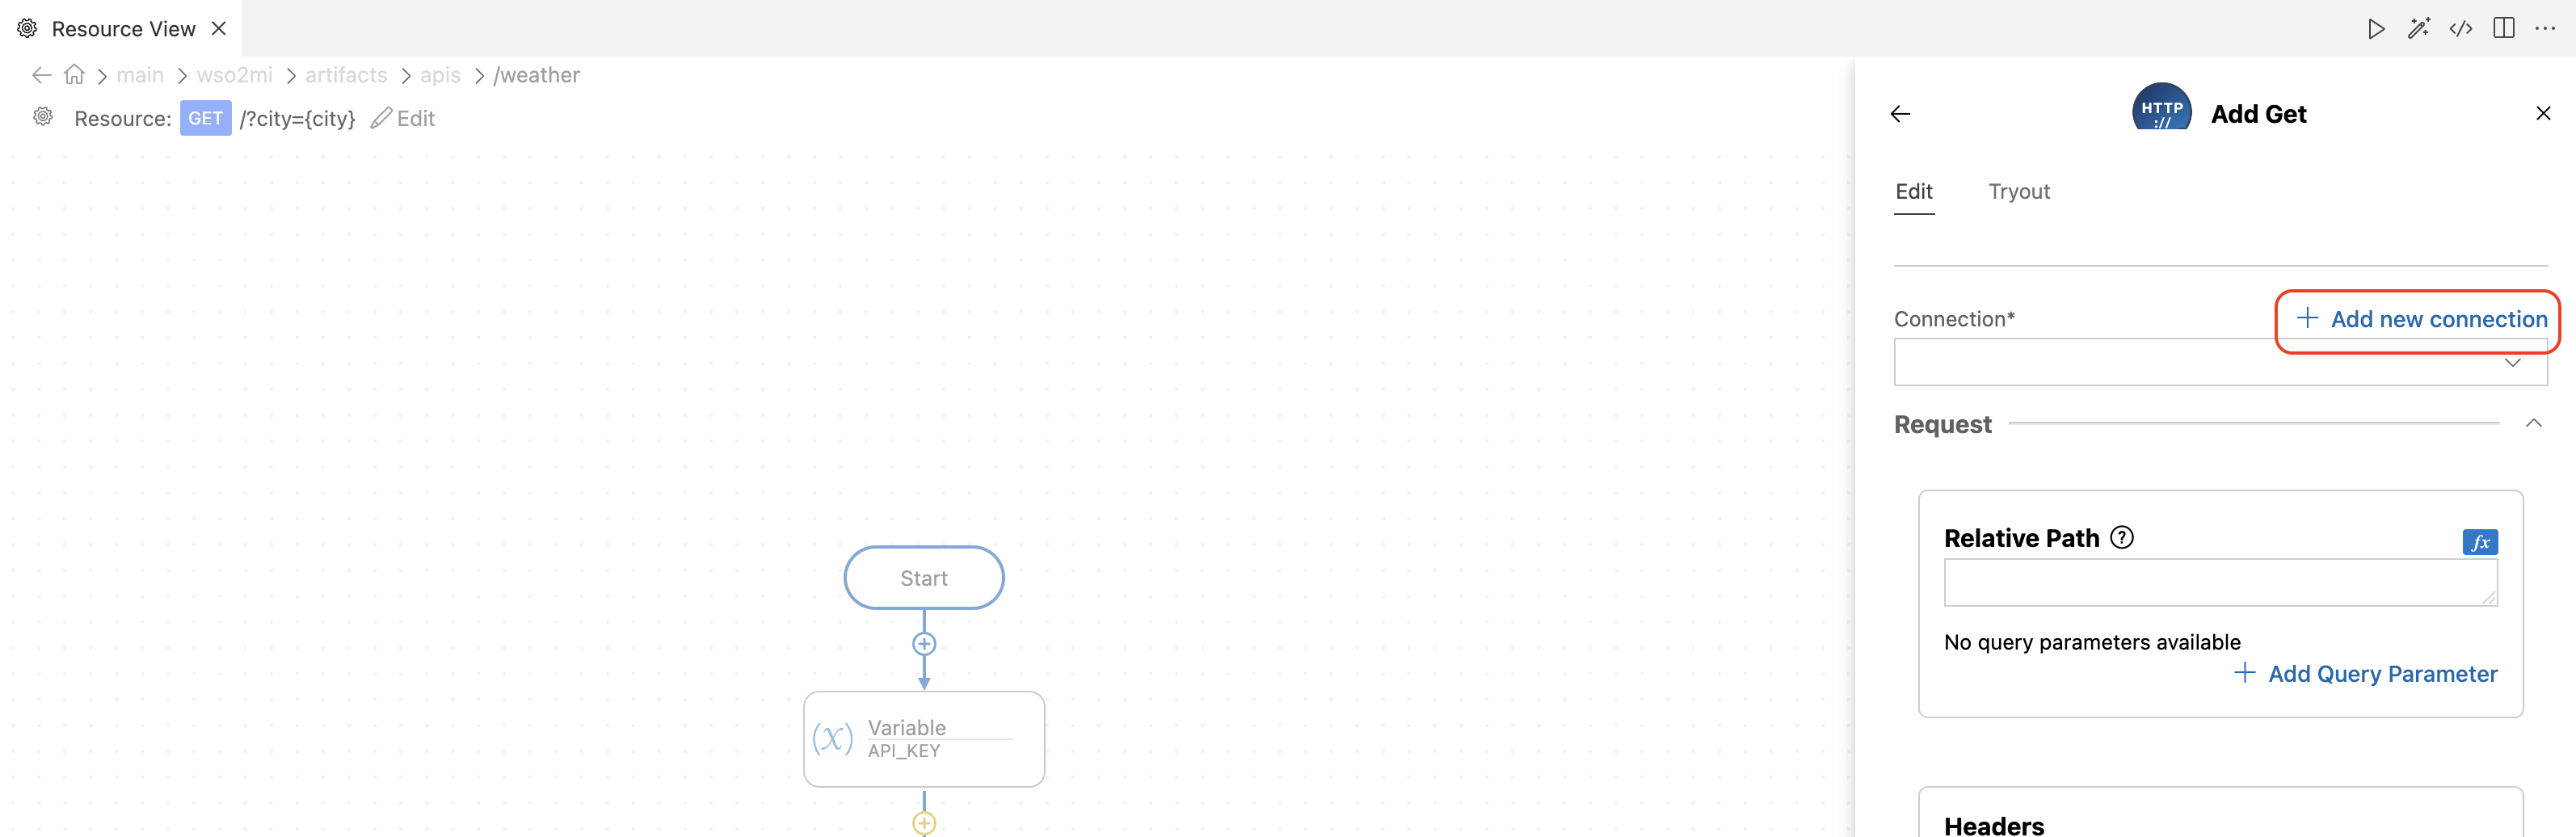 Resource View
main > wso2mi > artifacts > apis > /weather
Resource: GET /?city={city} Edit
HTTP
://
Add Get
Edit Tryout
Connection*
Add new connection
Request
Relative Path ?
fx
No query parameters available
Add Query Parameter
Headers
Start
(X) Variable
API_KEY